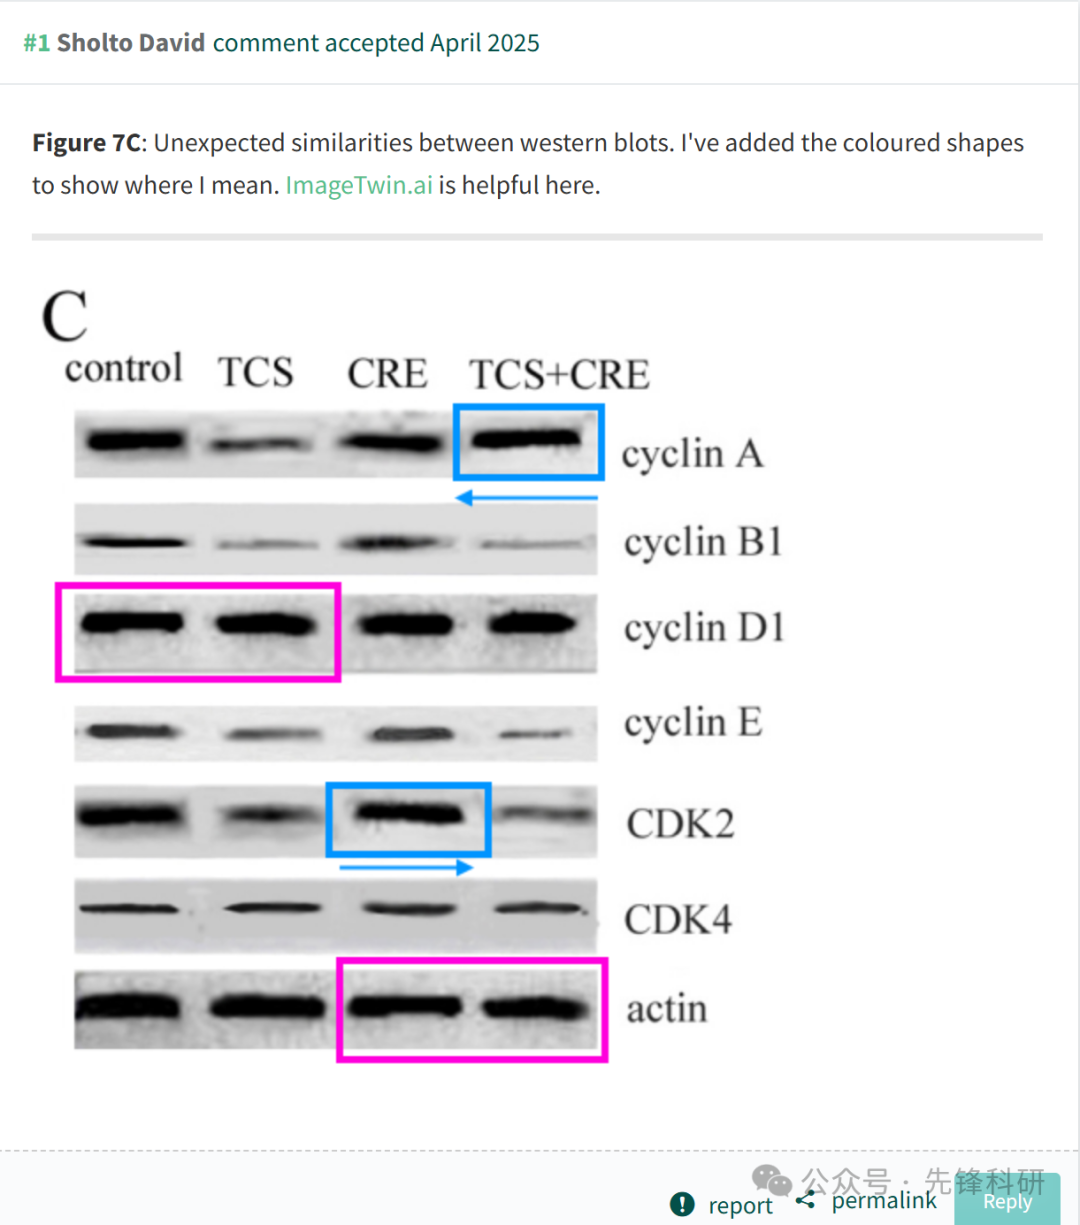 #1 Sholto David comment accepted April 2025
Figure 7C: Unexpected similarities between western blots. I've added the coloured shapes
to show where I mean. ImageTwin.ai is helpful here.
C
control TCS CRE TCS+CRE
cyclin A
cyclin B1
cyclin D1
cyclin E
CDK2
CDK4
actin
公众号 · 先锋科研
report permalink Reply